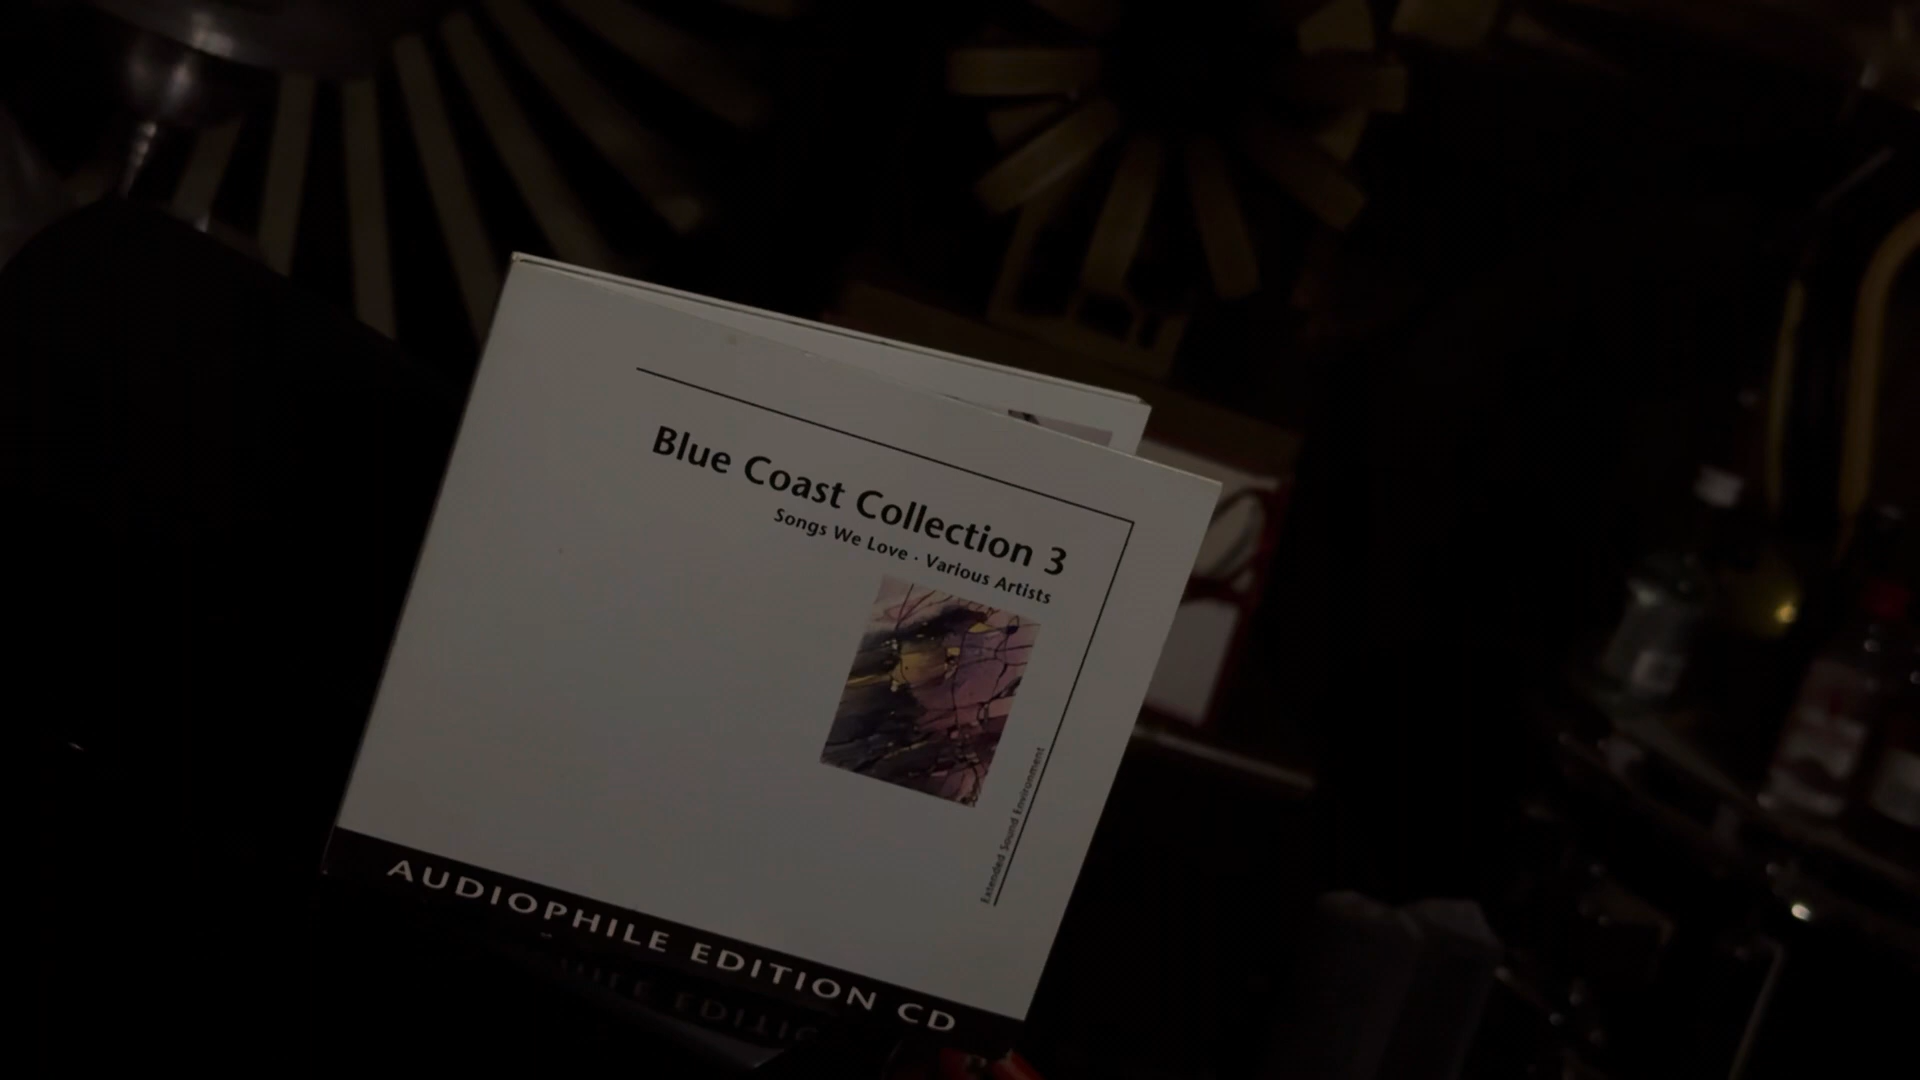 Blue Coast Collection 3
Songs We Love · Various Artists
Extended Sound Environment
AUDIOPHILE EDITION CD